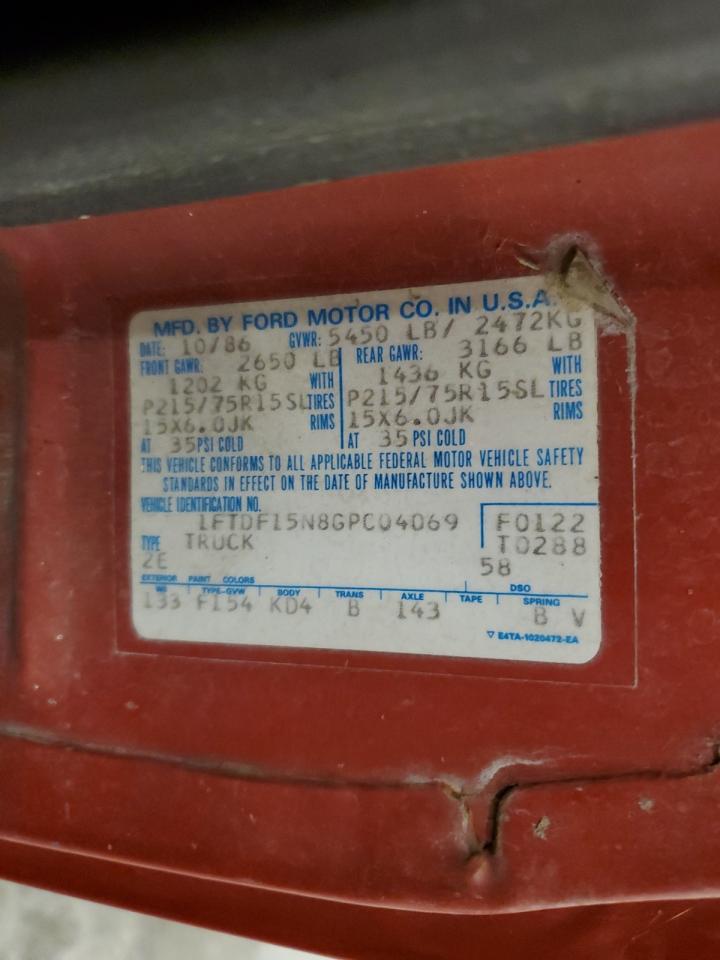 MFD. BY FORD MOTOR CO. IN U.S.A.
DATE: 10/86 GVWR: 5450 LB/ 2472KG
FRONT GAWR: 2650 LB REAR GAWR: 3166 LB
1202 KG WITH 1436 KG WITH
P215/75R15SL TIRES P215/75R15SL TIRES
15X6.0JK RIMS 15X6.0JK RIMS
AT 35 PSI COLD AT 35 PSI COLD
THIS VEHICLE CONFORMS TO ALL APPLICABLE FEDERAL MOTOR VEHICLE SAFETY
STANDARDS IN EFFECT ON THE DATE OF MANUFACTURE SHOWN ABOVE.
VEHICLE IDENTIFICATION NO.
1FTDF15N8GPC04069 F0122
TYPE TRUCK T0288
2E 58
EXTERIOR PAINT COLORS DSO
WB TYPE-GVW BODY TRANS AXLE TAPE SPRING
133 F154 KD4 B 143 B V
▽ E4TA-1020472-EA